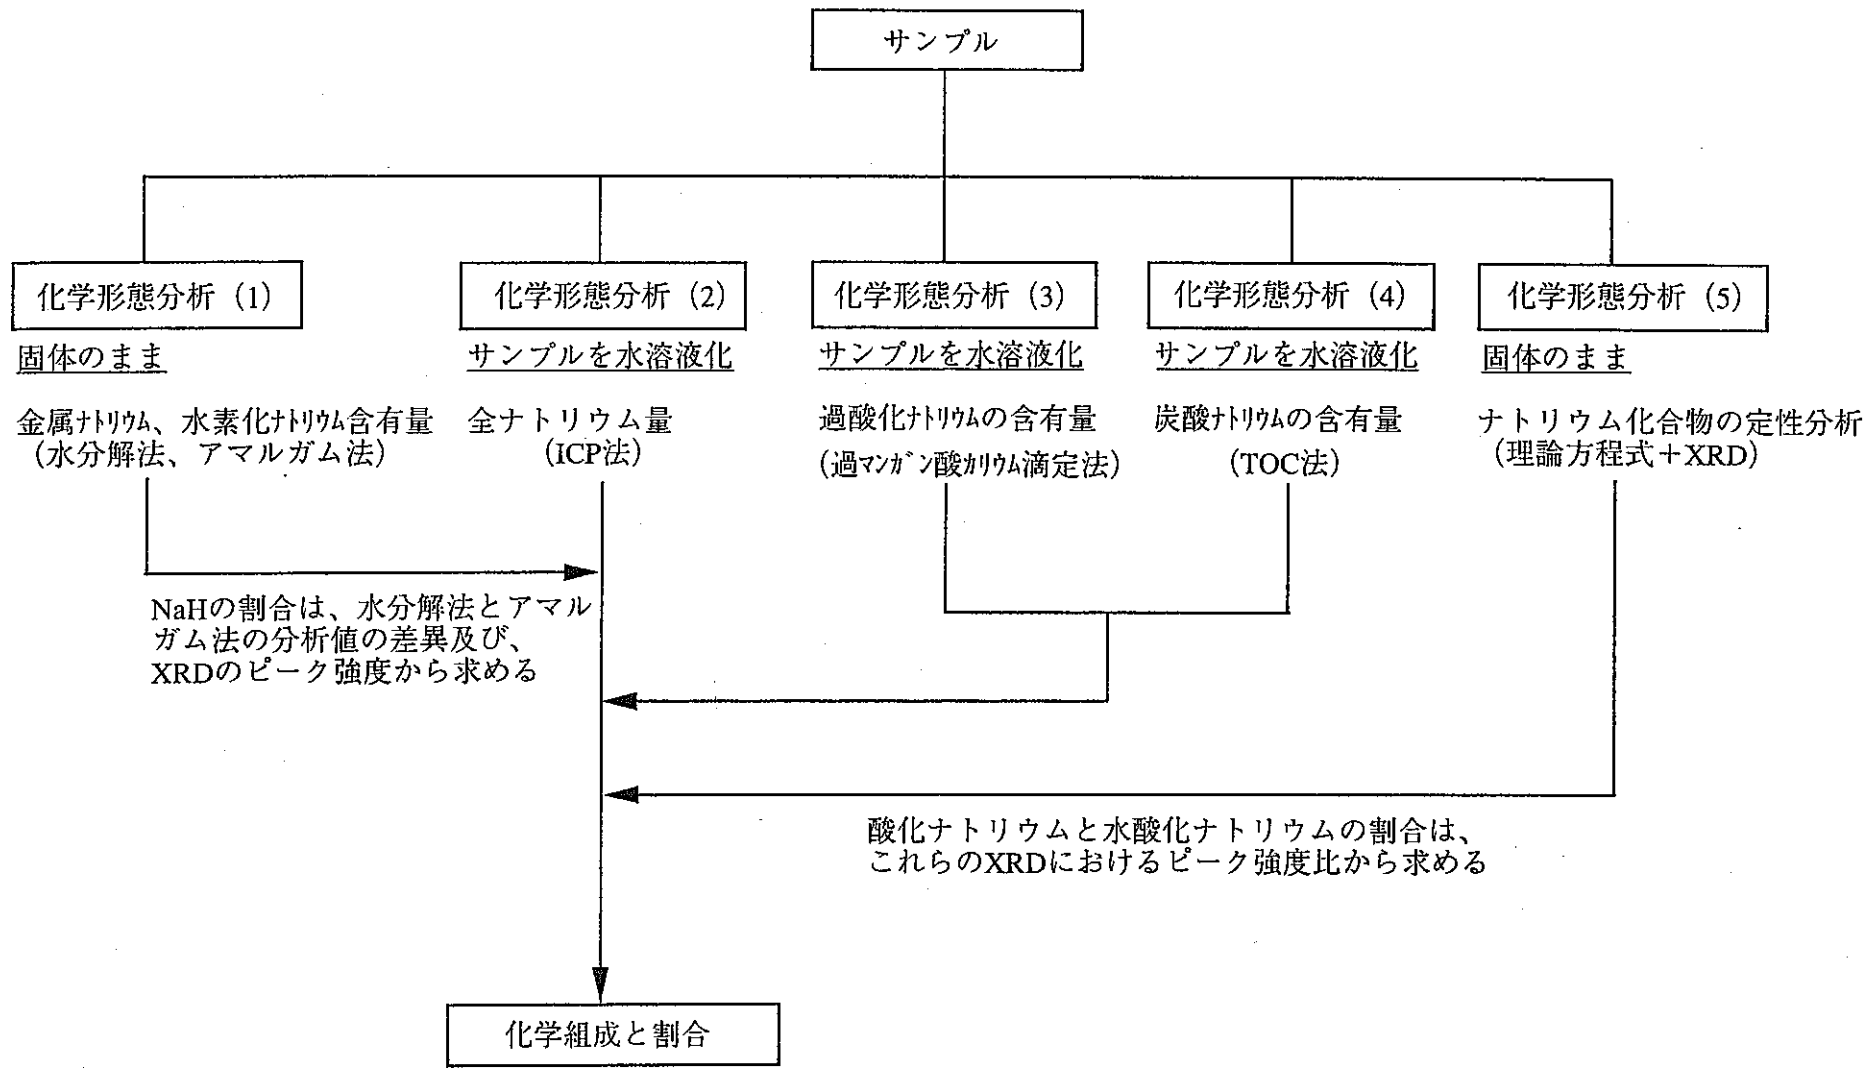 サンプル
化学形態分析（1）
固体のまま
金属ﾅﾄﾘｳﾑ、水素化ﾅﾄﾘｳﾑ含有量
（水分解法、アマルガム法）
化学形態分析（2）
サンプルを水溶液化
全ナトリウム量
（ICP法）
化学形態分析（3）
サンプルを水溶液化
過酸化ﾅﾄﾘｳﾑの含有量
（過ﾏﾝｶﾞﾝ酸ｶﾘｳﾑ滴定法）
化学形態分析（4）
サンプルを水溶液化
炭酸ﾅﾄﾘｳﾑの含有量
（TOC法）
化学形態分析（5）
固体のまま
ナトリウム化合物の定性分析
（理論方程式＋XRD）
NaHの割合は、水分解法とアマル
ガム法の分析値の差異及び、
XRDのピーク強度から求める
酸化ナトリウムと水酸化ナトリウムの割合は、
これらのXRDにおけるピーク強度比から求める
化学組成と割合